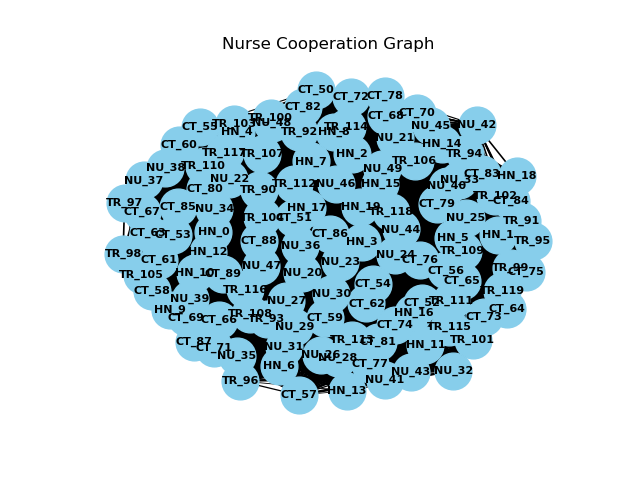 Nurse Cooperation Graph
CT_50
CT_72
CT_78
CT_82
CT_70
CT_68
TR_100
NU_48
TR_103
CT_55
HN_4
TR_92
HN_8
TR_114
NU_45
NU_42
NU_21
HN_14
CT_60
TR_117
TR_107
HN_7
HN_2
TR_94
TR_106
NU_38
TR_110
NU_49
NU_37
NU_22
CT_83
HN_18
NU_33
NU_40
CT_80
TR_90
TR_112
NU_46
HN_15
TR_102
CT_84
TR_97
CT_67
CT_85
NU_34
HN_17
HN_19
TR_118
CT_79
TR_104
CT_51
NU_25
TR_91
CT_63
CT_53
HN_0
CT_86
NU_44
HN_5
HN_1
CT_88
NU_36
HN_3
TR_95
TR_98
CT_61
HN_12
NU_24
TR_109
NU_47
NU_23
CT_76
TR_105
CT_89
NU_20
CT_56
CT_75
CT_65
CT_58
TR_116
NU_30
CT_54
TR_119
NU_39
NU_27
CT_62
TR_111
CT_64
HN_9
CT_69
CT_66
TR_108
TR_93
CT_59
HN_16
CT_73
NU_29
CT_74
TR_115
CT_87
CT_71
NU_31
TR_113
CT_81
HN_11
TR_101
NU_35
NU_26
NU_28
HN_6
CT_77
NU_43
NU_32
TR_96
NU_41
CT_57
HN_13